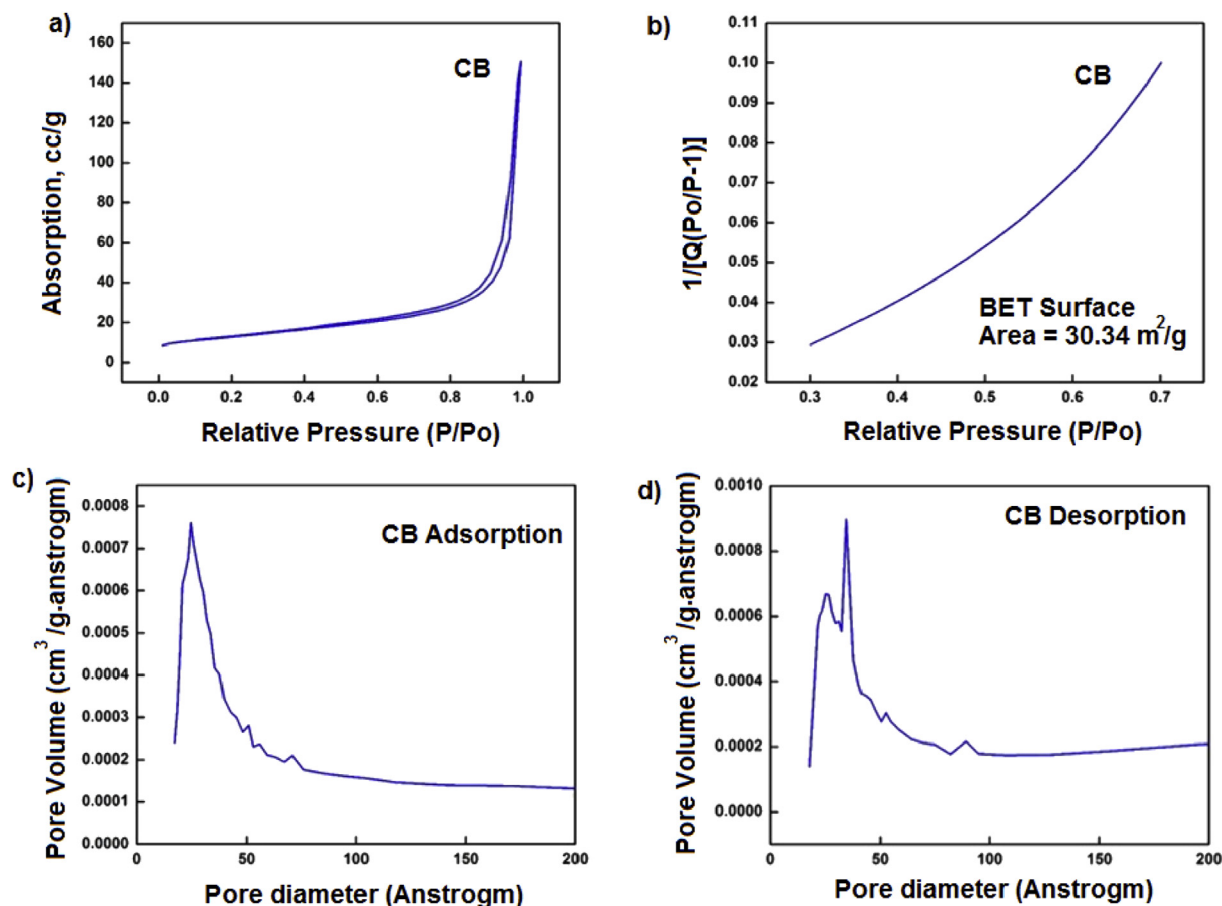 a)
Absorption, cc/g
160
140
120
100
80
60
40
20
0
CB
0.0 0.2 0.4 0.6 0.8 1.0
Relative Pressure (P/Po)
b)
1/[Q(Po/P-1)]
0.11
0.10
0.09
0.08
0.07
0.06
0.05
0.04
0.03
0.02
CB
BET Surface
Area = 30.34 m²/g
0.3 0.4 0.5 0.6 0.7
Relative Pressure (P/Po)
c)
Pore Volume (cm³/g-anstrogm)
0.0008
0.0007
0.0006
0.0005
0.0004
0.0003
0.0002
0.0001
0.0000
CB Adsorption
0 50 100 150 200
Pore diameter (Anstrogm)
d)
Pore Volume (cm³/g-anstrogm)
0.0010
0.0008
0.0006
0.0004
0.0002
0.0000
CB Desorption
0 50 100 150 200
Pore diameter (Anstrogm)